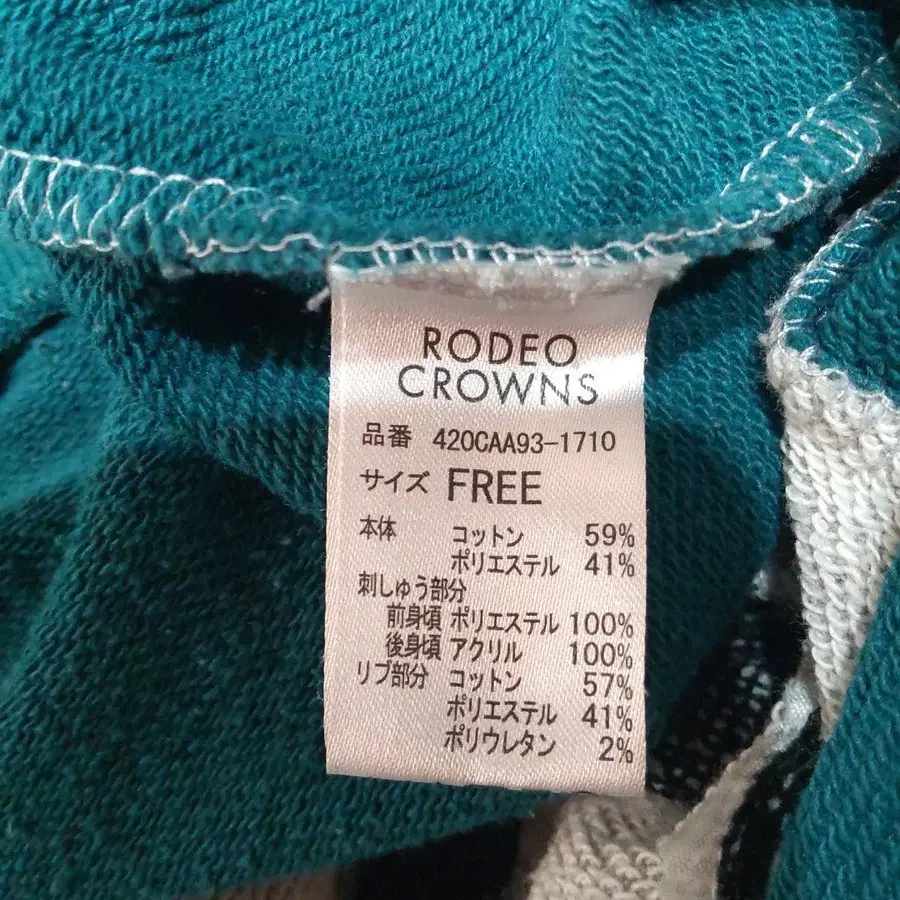 RODEO
CROWNS
品番 420CAA93-1710
サイズ FREE
本体 コットン 59%
ポリエステル 41%
刺しゅう部分
前身頃 ポリエステル 100%
後身頃 アクリル 100%
リブ部分 コットン 57%
ポリエステル 41%
ポリウレタン 2%